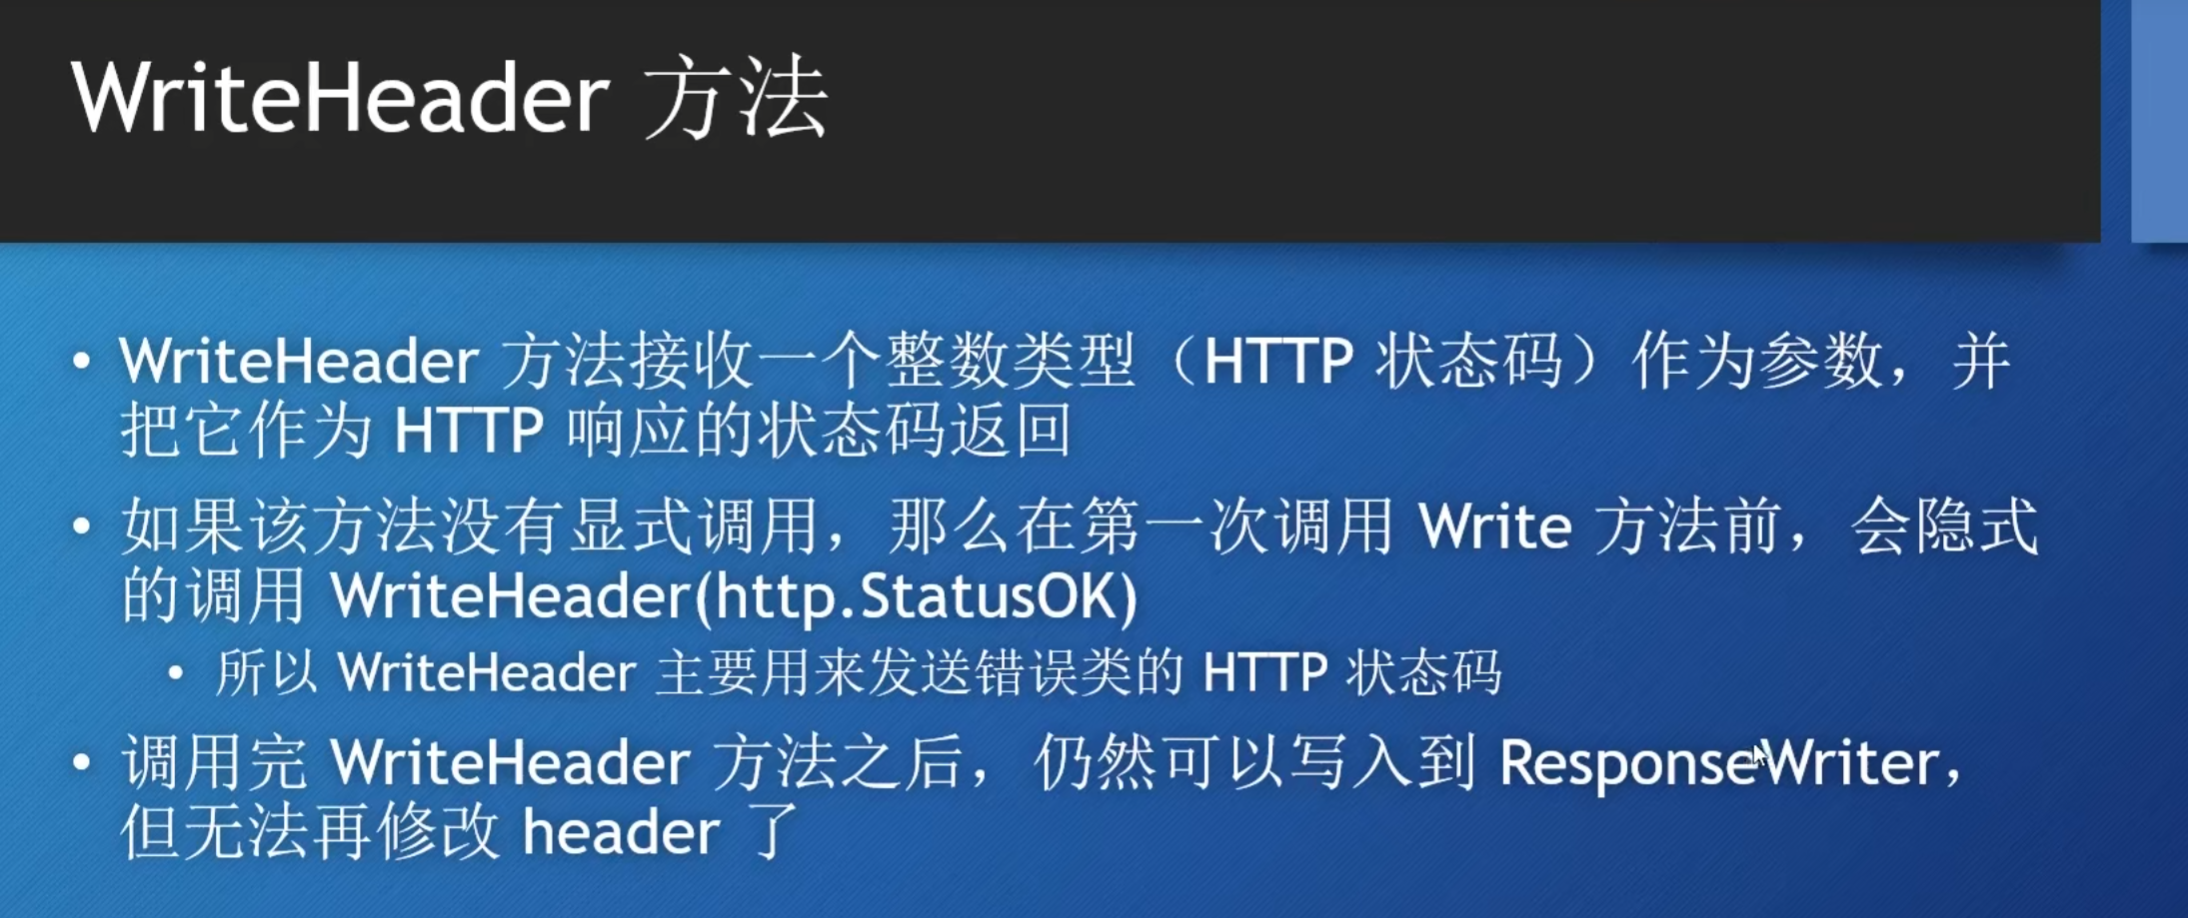 WriteHeader 方法
• WriteHeader 方法接收一个整数类型（HTTP 状态码）作为参数，并
把它作为 HTTP 响应的状态码返回
• 如果该方法没有显式调用，那么在第一次调用 Write 方法前，会隐式
的调用 WriteHeader(http.StatusOK)
• 所以 WriteHeader 主要用来发送错误类的 HTTP 状态码
• 调用完 WriteHeader 方法之后，仍然可以写入到 ResponseWriter，
但无法再修改 header 了